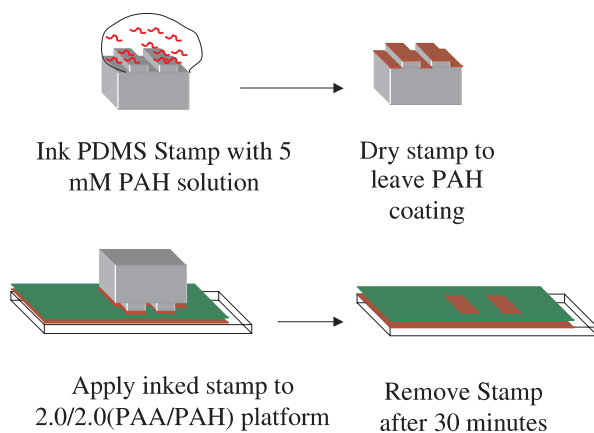 Ink PDMS Stamp with 5
mM PAH solution
Dry stamp to
leave PAH
coating
Apply inked stamp to
2.0/2.0(PAA/PAH) platform
Remove Stamp
after 30 minutes